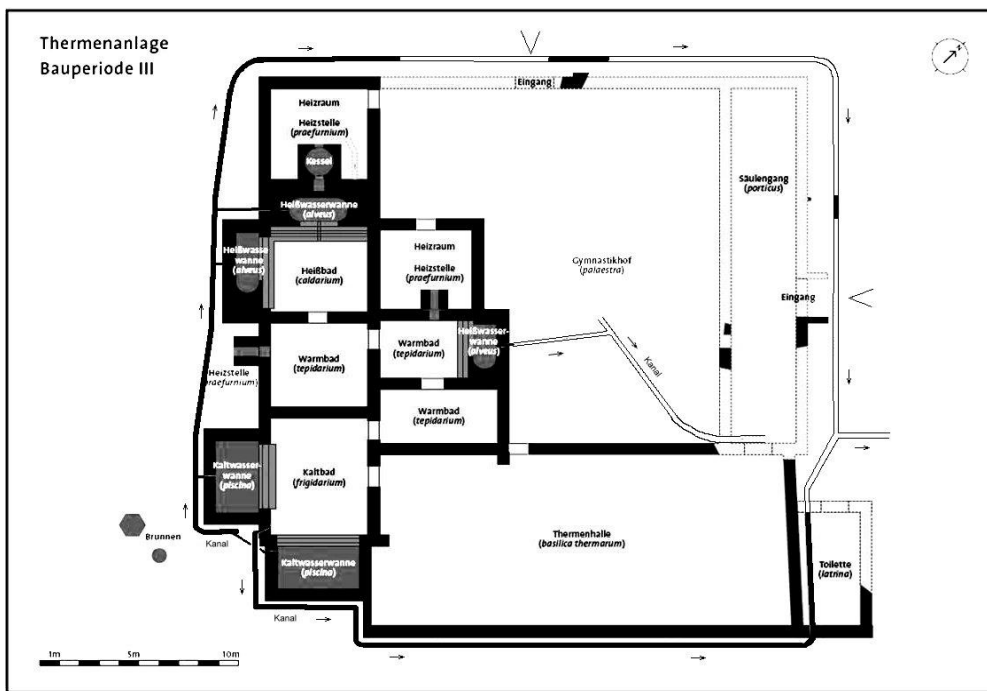 Thermenanlage
Bauperiode III
N
Eingang
Heizraum
Heizstelle
(praefurnium)
Kessel
Säulengang
(porticus)
Heißwasserwanne
(alveus)
Heißwasser-
wanne
(alveus)
Heißbad
(caldarium)
Heizraum
Heizstelle
(praefurnium)
Gymnastikhof
(palaestra)
Eingang
Warmbad
(tepidarium)
Warmbad
(tepidarium)
Heißwasser-
wanne
(alveus)
Heizstelle
(praefurnium)
Kanal
Warmbad
(tepidarium)
Kaltwasser-
wanne
(piscina)
Kaltbad
(frigidarium)
Brunnen
Kanal
Thermenhalle
(basilica thermarum)
Kaltwasserwanne
(piscina)
Toilette
(latrina)
Kanal
1m 5m 10m